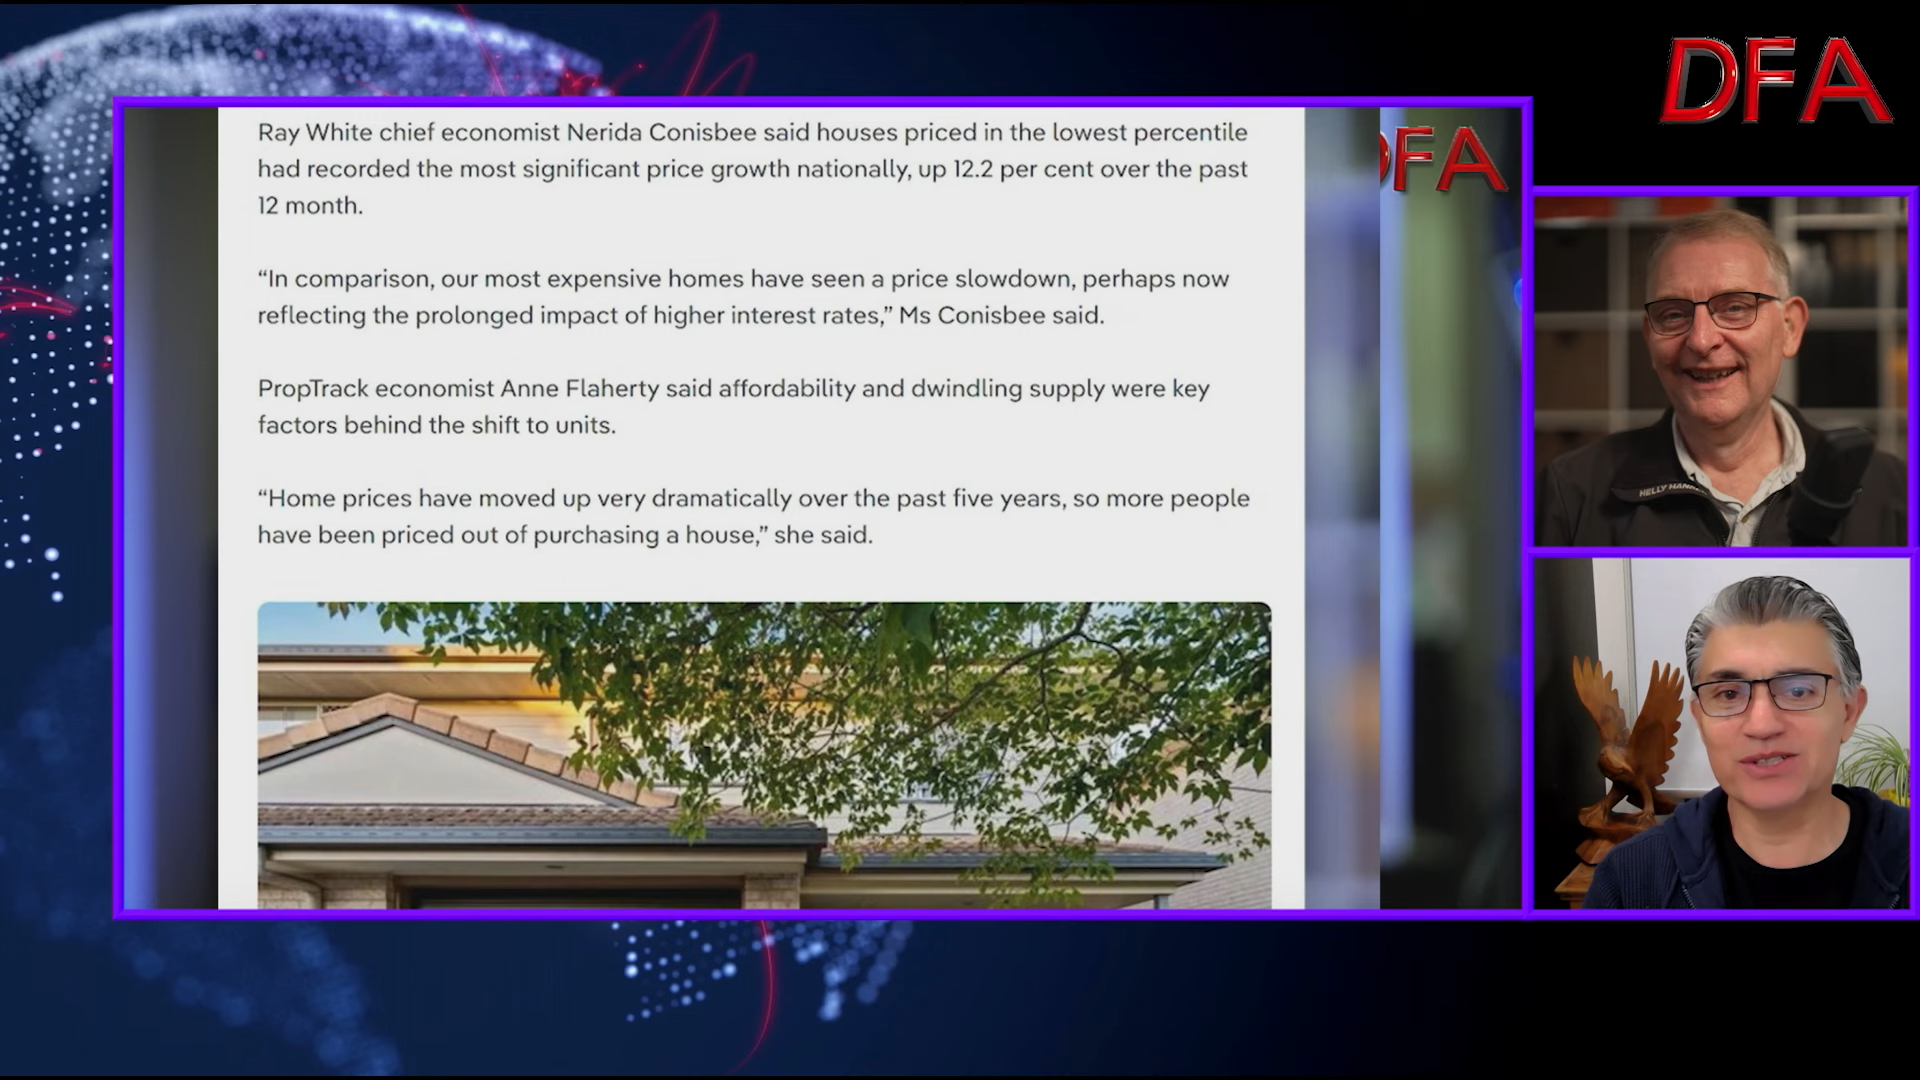 DFA
FA
Ray White chief economist Nerida Conisbee said houses priced in the lowest percentile
had recorded the most significant price growth nationally, up 12.2 per cent over the past
12 month.
“In comparison, our most expensive homes have seen a price slowdown, perhaps now
reflecting the prolonged impact of higher interest rates,” Ms Conisbee said.
PropTrack economist Anne Flaherty said affordability and dwindling supply were key
factors behind the shift to units.
“Home prices have moved up very dramatically over the past five years, so more people
have been priced out of purchasing a house,” she said.
HELLY